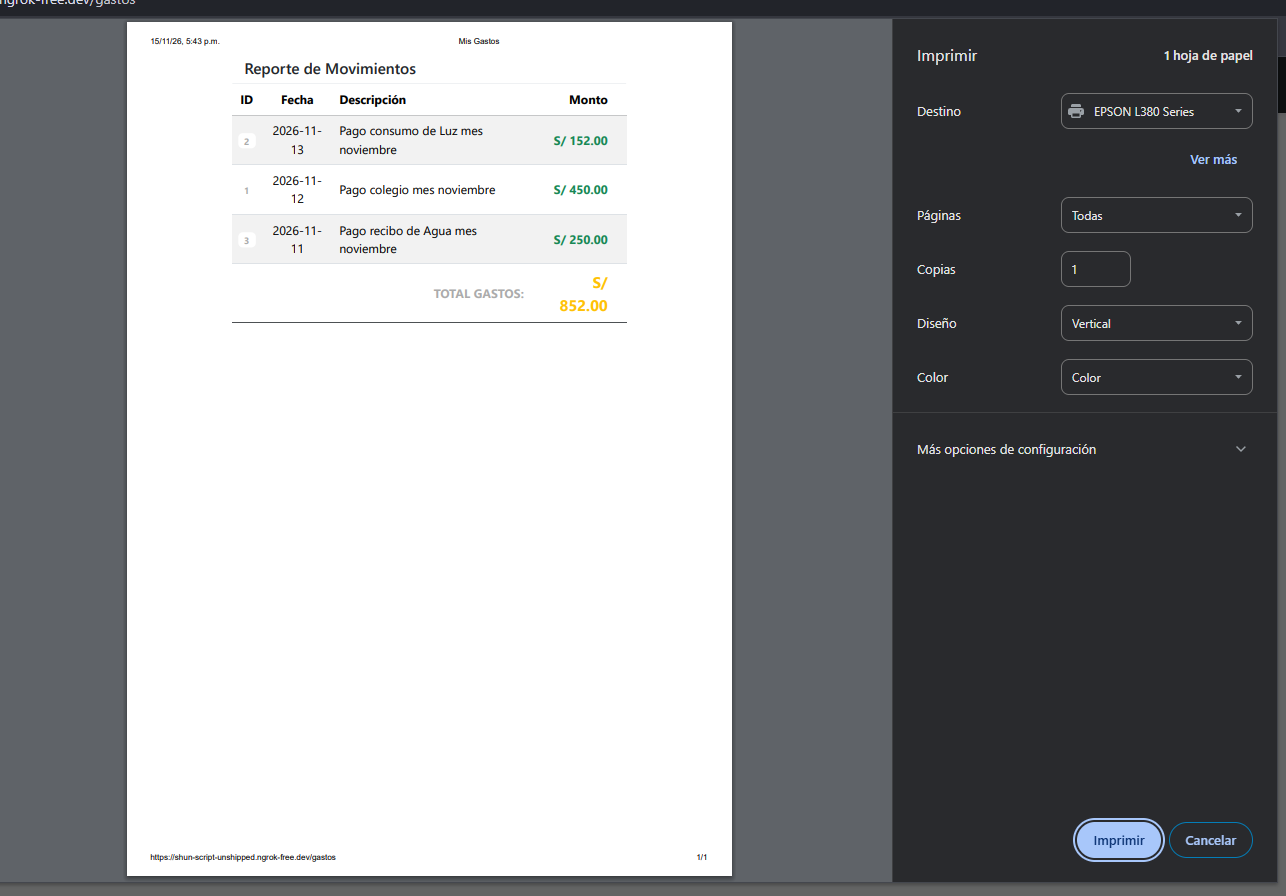 ngrok-free.dev/gastos
15/11/26, 5:43 p.m.
Mis Gastos
Reporte de Movimientos
ID Fecha Descripción Monto
2 2026-11-13 Pago consumo de Luz mes noviembre S/ 152.00
1 2026-11-12 Pago colegio mes noviembre S/ 450.00
3 2026-11-11 Pago recibo de Agua mes noviembre S/ 250.00
TOTAL GASTOS: S/ 852.00
https://shun-script-unshipped.ngrok-free.dev/gastos
1/1
Imprimir
1 hoja de papel
Destino
EPSON L380 Series
Ver más
Páginas
Todas
Copias
1
Diseño
Vertical
Color
Color
Más opciones de configuración
Imprimir
Cancelar